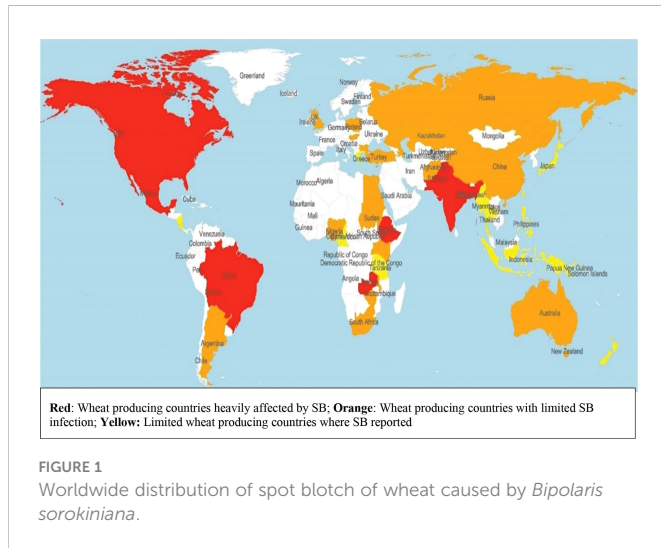 Greenland
Iceland
Norway
Sweden
Finland
Russia
UK
Ireland
Belarus
Germany
Poland
Ukraine
Kazakhstan
Mongolia
France
Croatia
Italy
Spain
Greece
Turkey
Turkmenistan
Iran
China
Japan
Morocco
Algeria
Saudi Arabia
Cuba
Mauritania
Mali
Guinea
Sudan
Myanmar
Thailand
Vietnam
Philippines
Malaysia
Indonesia
Papua New Guinea
Solomon Islands
Venezuela
Colombia
Ecuador
Nigeria
Republic of Congo
Democratic Republic of the Congo
Tanzania
Angola
Mozambique
South Africa
Argentina
Chile
Australia
New Zealand
Red: Wheat producing countries heavily affected by SB; Orange: Wheat producing countries with limited SB
infection; Yellow: Limited wheat producing countries where SB reported
FIGURE 1
Worldwide distribution of spot blotch of wheat caused by Bipolaris
sorokiniana.